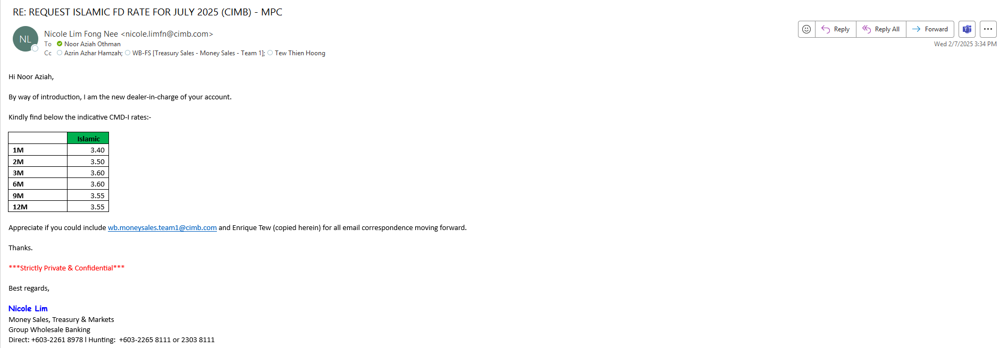 RE: REQUEST ISLAMIC FD RATE FOR JULY 2025 (CIMB) - MPC
NL
Nicole Lim Fong Nee <nicole.limfn@cimb.com>
To Noor Aziah Othman
Cc Azrin Azhar Hamzah; WB-FS [Treasury Sales - Money Sales - Team 1]; Tew Thien Hoong
Reply Reply All Forward
Wed 2/7/2025 3:34 PM
Hi Noor Aziah,
By way of introduction, I am the new dealer-in-charge of your account.
Kindly find below the indicative CMD-I rates:-
Islamic
1M 3.40
2M 3.50
3M 3.60
6M 3.60
9M 3.55
12M 3.55
Appreciate if you could include wb.moneysales.team1@cimb.com and Enrique Tew (copied herein) for all email correspondence moving forward.
Thanks.
***Strictly Private & Confidential***
Best regards,
Nicole Lim
Money Sales, Treasury & Markets
Group Wholesale Banking
Direct: +603-2261 8978 l Hunting: +603-2265 8111 or 2303 8111